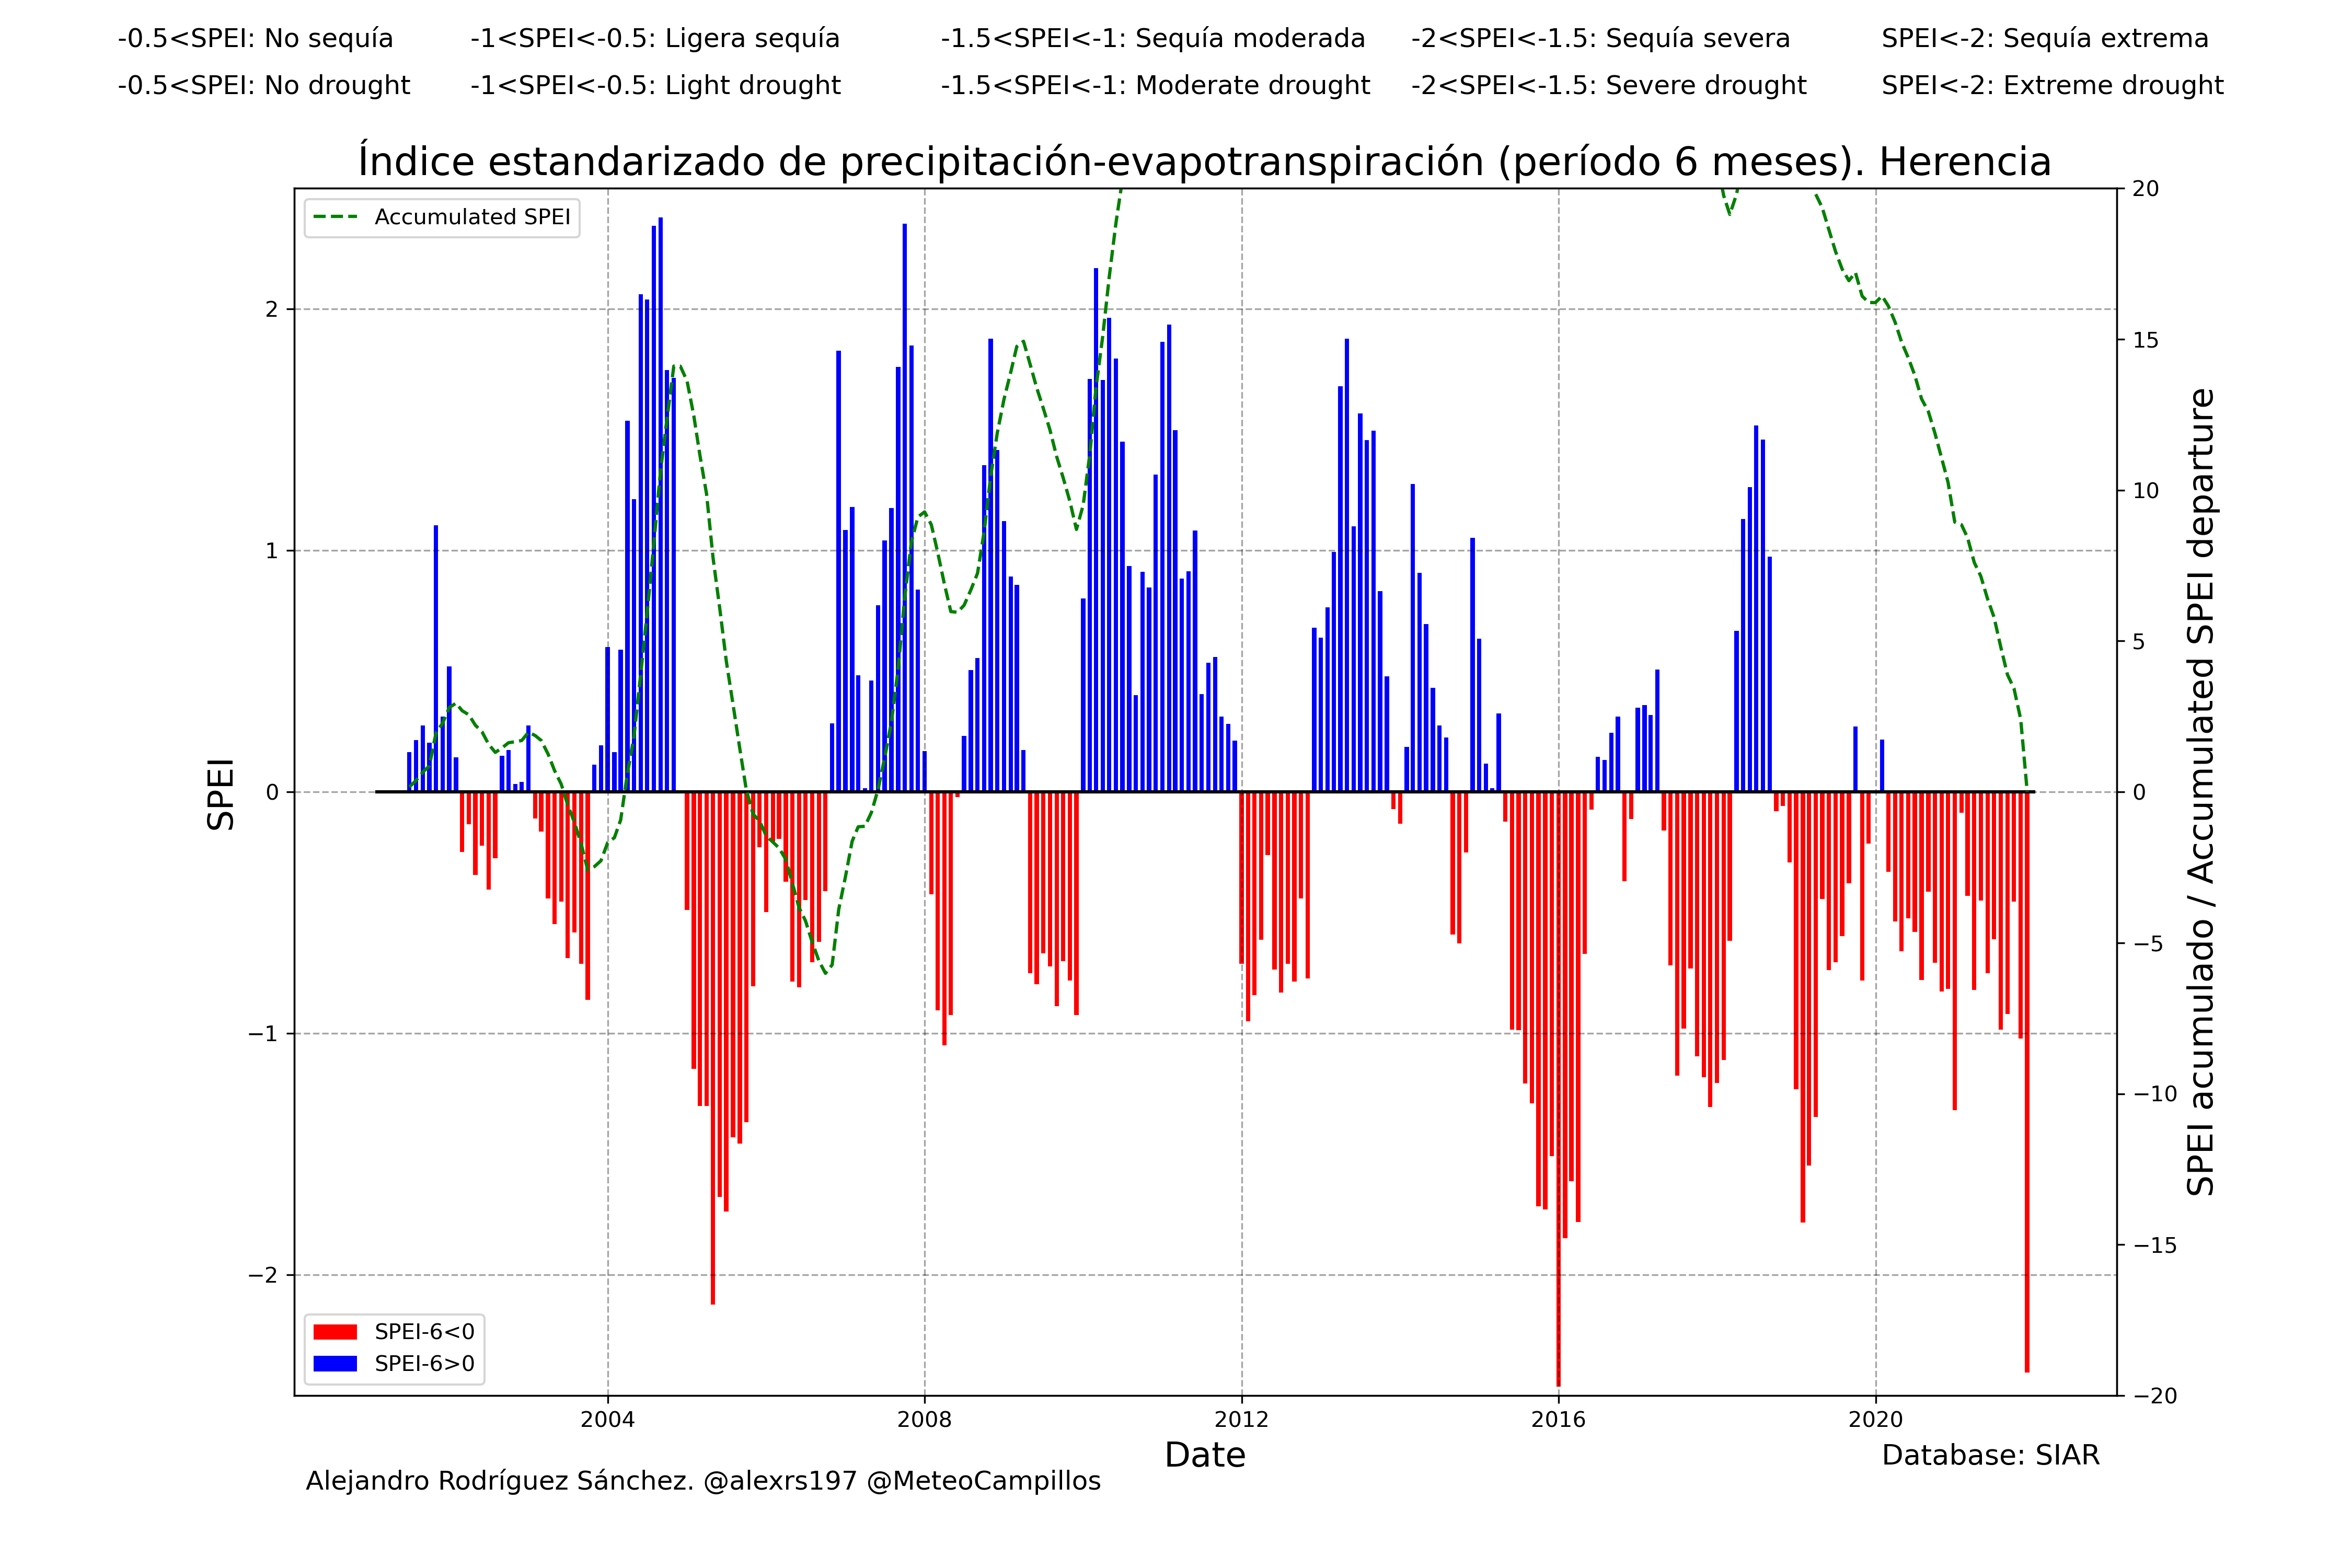 -0.5<SPEI: No sequía -1<SPEI<-0.5: Ligera sequía -1.5<SPEI<-1: Sequía moderada -2<SPEI<-1.5: Sequía severa SPEI<-2: Sequía extrema
-0.5<SPEI: No drought -1<SPEI<-0.5: Light drought -1.5<SPEI<-1: Moderate drought -2<SPEI<-1.5: Severe drought SPEI<-2: Extreme drought
Índice estandarizado de precipitación-evapotranspiración (período 6 meses). Herencia
Accumulated SPEI
SPEI
2
1
0
−1
−2
20
15
10
5
0
−5
−10
−15
−20
SPEI acumulado / Accumulated SPEI departure
SPEI-6<0
SPEI-6>0
2004 2008 2012 2016 2020
Date
Database: SIAR
Alejandro Rodríguez Sánchez. @alexrs197 @MeteoCampillos